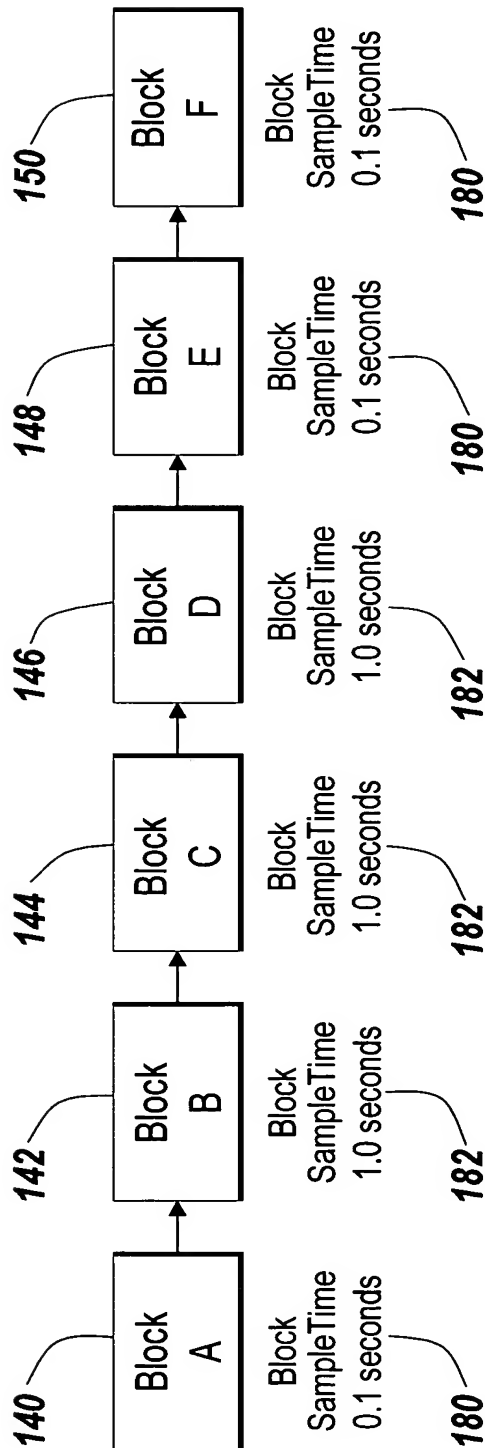 140
142
144
146
148
150
Block
A
Block
B
Block
C
Block
D
Block
E
Block
F
Block
SampleTime
0.1 seconds
Block
SampleTime
1.0 seconds
Block
SampleTime
1.0 seconds
Block
SampleTime
1.0 seconds
Block
SampleTime
0.1 seconds
Block
SampleTime
0.1 seconds
180
182
182
182
180
180